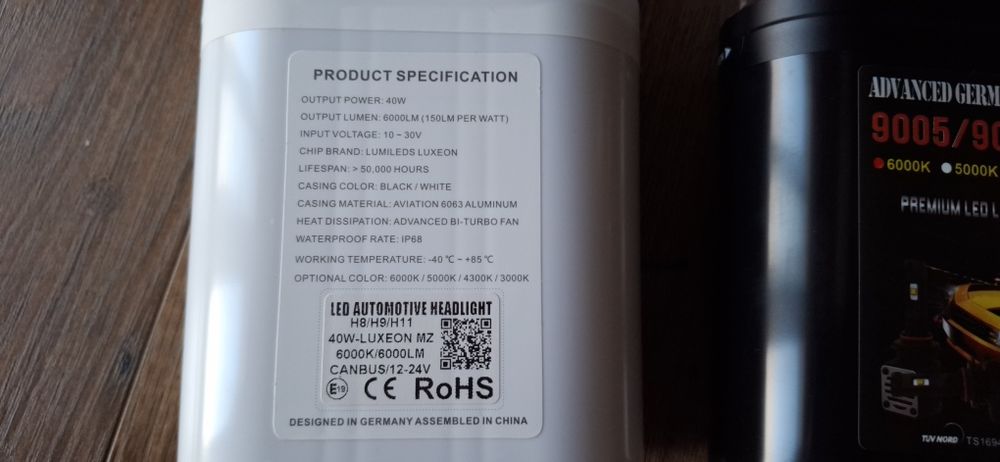 PRODUCT SPECIFICATION
OUTPUT POWER: 40W
OUTPUT LUMEN: 6000LM (150LM PER WATT)
INPUT VOLTAGE: 10 ~ 30V
CHIP BRAND: LUMILEDS LUXEON
LIFESPAN: > 50,000 HOURS
CASING COLOR: BLACK / WHITE
CASING MATERIAL: AVIATION 6063 ALUMINUM
HEAT DISSIPATION: ADVANCED BI-TURBO FAN
WATERPROOF RATE: IP68
WORKING TEMPERATURE: -40 ℃ ~ +85 ℃
OPTIONAL COLOR: 6000K / 5000K / 4300K / 3000K
LED AUTOMOTIVE HEADLIGHT
H8/H9/H11
40W-LUXEON MZ
6000K/6000LM
CANBUS/12-24V
E19 CE RoHS
DESIGNED IN GERMANY ASSEMBLED IN CHINA
ADVANCED GERM
9005/90
6000K 5000K
PREMIUM LED L
TUV NORD TS1694